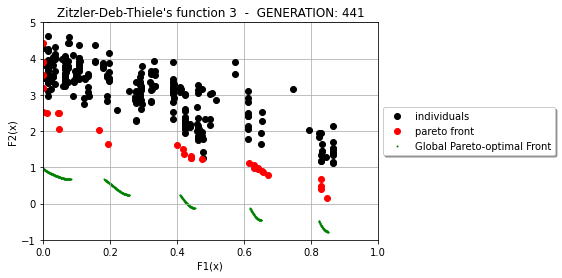 Zitzler-Deb-Thiele's function 3 - GENERATION: 441
5
4
3
2
1
0
-1
F2(x)
0.0 0.2 0.4 0.6 0.8 1.0
F1(x)
individuals
pareto front
Global Pareto-optimal Front